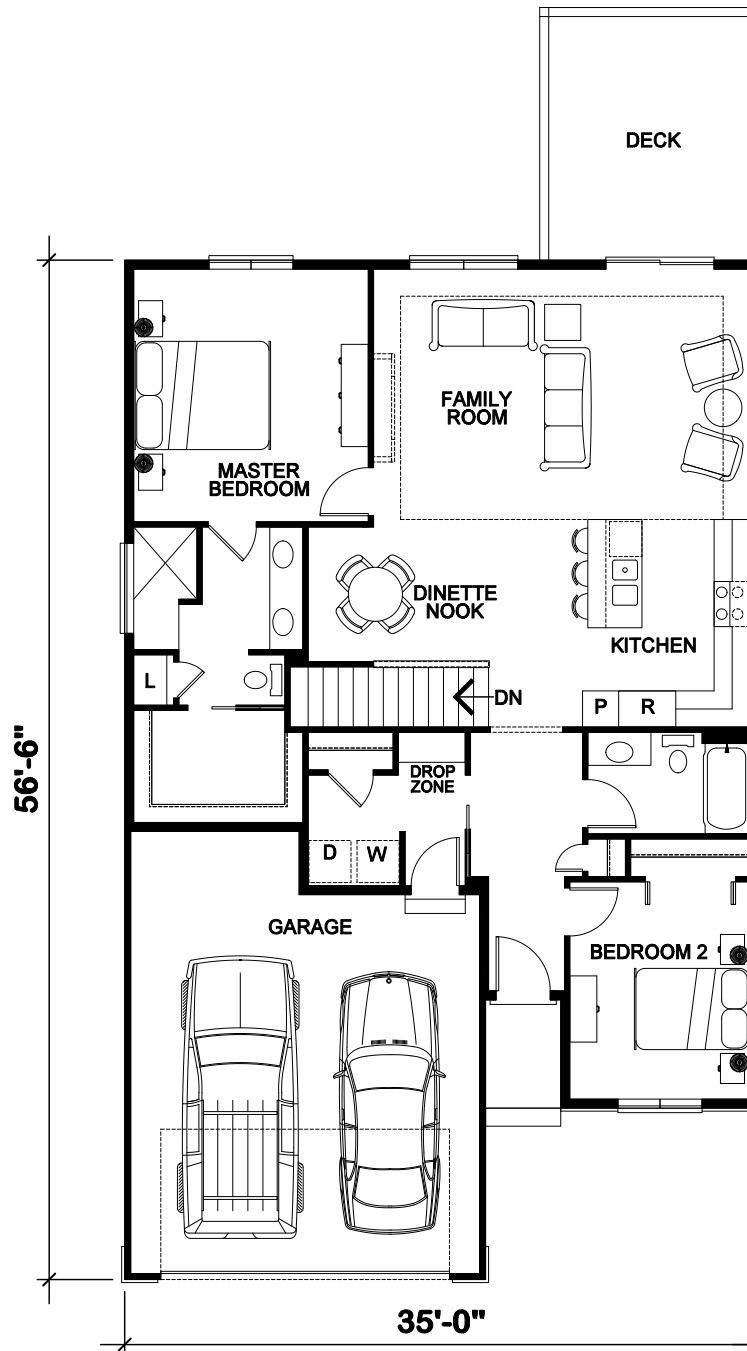 DECK
FAMILY
ROOM
MASTER
BEDROOM
DINETTE
NOOK
KITCHEN
L
DN
P
R
56'-6"
DROP
ZONE
D
W
GARAGE
BEDROOM 2
35'-0"